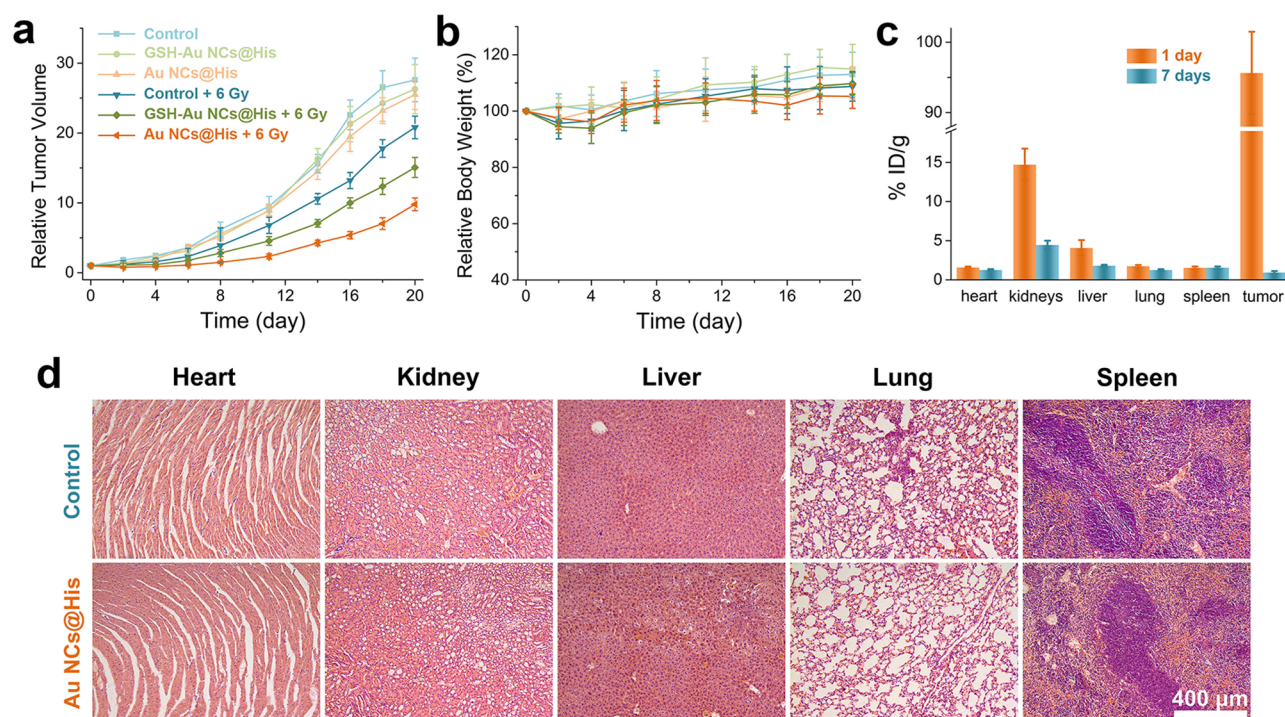 a
Control
GSH-Au NCs@His
Au NCs@His
Control + 6 Gy
GSH-Au NCs@His + 6 Gy
Au NCs@His + 6 Gy
Relative Tumor Volume
40
30
20
10
0
0 4 8 12 16 20
Time (day)
b
Relative Body Weight (%)
120
100
80
60
40
0 4 8 12 16 20
Time (day)
c
1 day
7 days
% ID/g
100
90
15
10
5
0
heart kidneys liver lung spleen tumor
d
Heart Kidney Liver Lung Spleen
Control
Au NCs@His
400 µm